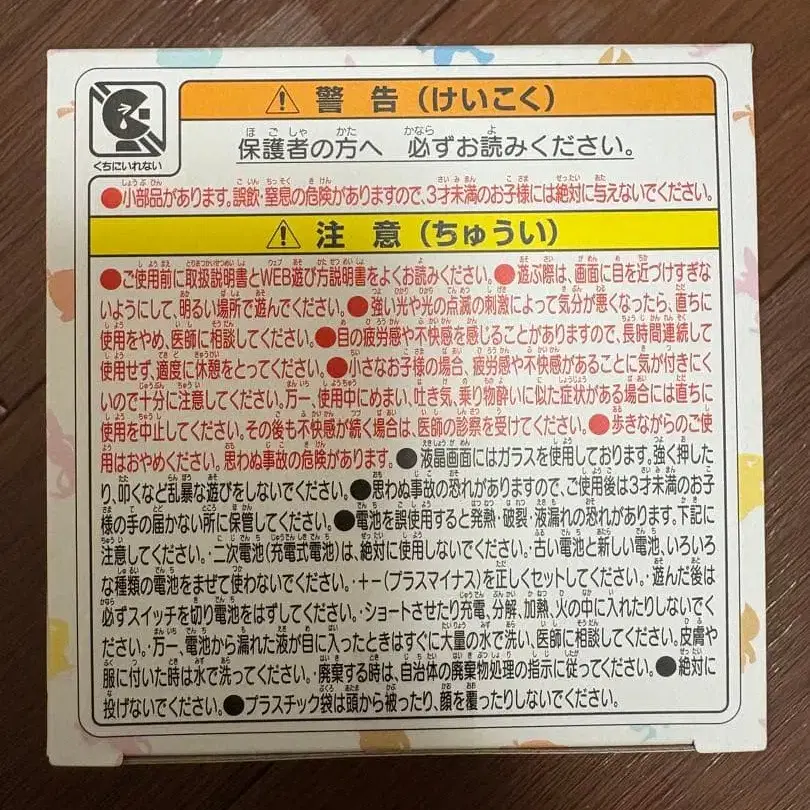 警告(けいこく)
保護者の方へ 必ずお読みください。
くちにいれない
●小部品があります。誤飲・窒息の危険がありますので、3才未満のお子様には絶対に与えないでください。
注意(ちゅうい)
●ご使用前に取扱説明書とWEB遊び方説明書をよくお読みください。●遊ぶ際は、画面に目を近づけすぎな
いようにして、明るい場所で遊んでください。●強い光や光の点滅の刺激によって気分が悪くなったら、直ちに
使用をやめ、医師に相談してください。●目の疲労感や不快感を感じることがありますので、長時間連続して
使用せず、適度に休憩をとってください。●小さなお子様の場合、疲労感や不快感があることに気が付きにく
いので十分に注意してください。万一、使用中にめまい、吐き気、乗り物酔いに似た症状がある場合には直ちに
使用を中止してください。その後も不快感が続く場合は、医師の診察を受けてください。●歩きながらのご使
用はおやめください。思わぬ事故の危険があります。●液晶画面にはガラスを使用しております。強く押した
り、叩くなど乱暴な遊びをしないでください。●思わぬ事故の恐れがありますので、ご使用後は3才未満のお子
様の手の届かない所に保管してください。●電池を誤使用すると発熱・破裂・液漏れの恐れがあります。下記に
注意してください。・二次電池(充電式電池)は、絶対に使用しないでください。・古い電池と新しい電池、いろいろ
な種類の電池をまぜて使わないでください。・+−(プラスマイナス)を正しくセットしてください。・遊んだ後は
必ずスイッチを切り電池をはずしてください。・ショートさせたり充電、分解、加熱、火の中に入れたりしないでく
ださい。・万一、電池から漏れた液が目に入ったときはすぐに大量の水で洗い、医師に相談してください。皮膚や
服に付いた時は水で洗ってください。・廃棄する時は、自治体の廃棄物処理の指示に従ってください。●絶対に
投げないでください。●プラスチック袋は頭から被ったり、顔を覆ったりしないでください。